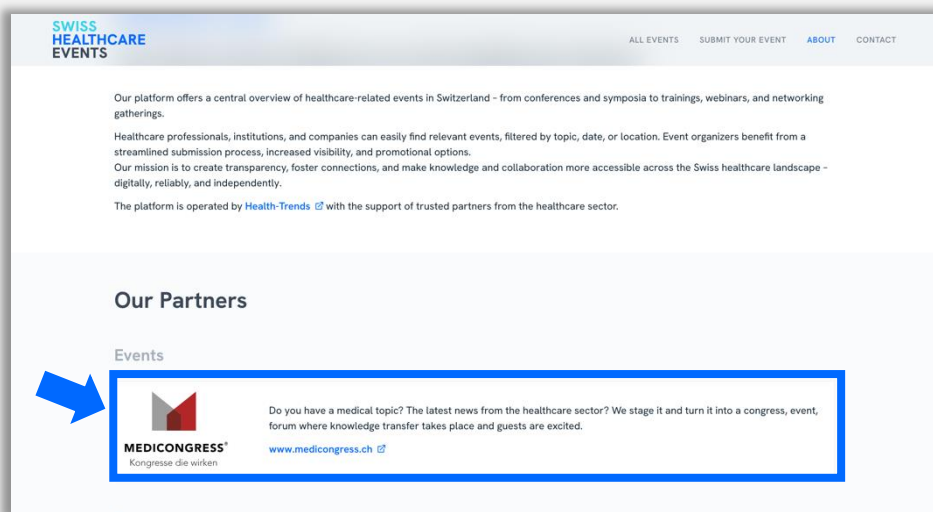 SWISS
HEALTHCARE
EVENTS
ALL EVENTS SUBMIT YOUR EVENT ABOUT CONTACT
Our platform offers a central overview of healthcare-related events in Switzerland – from conferences and symposia to trainings, webinars, and networking
gatherings.
Healthcare professionals, institutions, and companies can easily find relevant events, filtered by topic, date, or location. Event organizers benefit from a
streamlined submission process, increased visibility, and promotional options.
Our mission is to create transparency, foster connections, and make knowledge and collaboration more accessible across the Swiss healthcare landscape –
digitally, reliably, and independently.
The platform is operated by Health-Trends with the support of trusted partners from the healthcare sector.
Our Partners
Events
MEDICONGRESS®
Kongresse die wirken
Do you have a medical topic? The latest news from the healthcare sector? We stage it and turn it into a congress, event,
forum where knowledge transfer takes place and guests are excited.
www.medicongress.ch